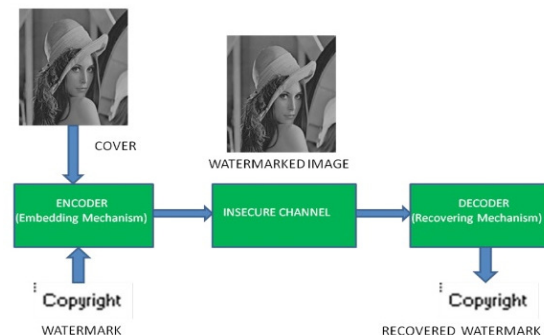 COVER
WATERMARKED IMAGE
ENCODER
(Embedding Mechanism)
INSECURE CHANNEL
DECODER
(Recovering Mechanism)
Copyright
WATERMARK
Copyright
RECOVERED WATERMARK